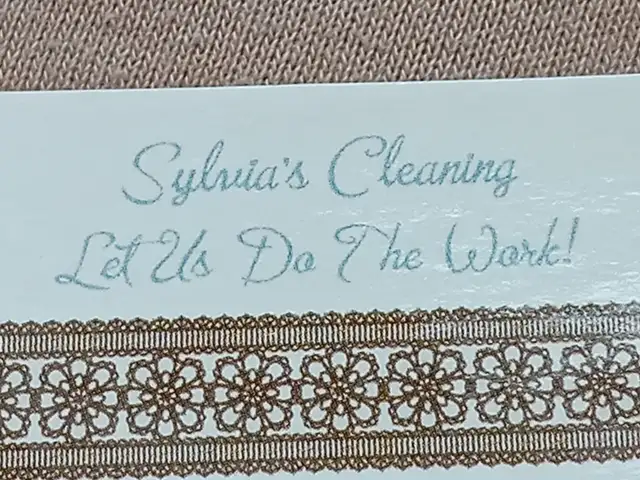 Sylvia's Cleaning
Let Us Do The Work!